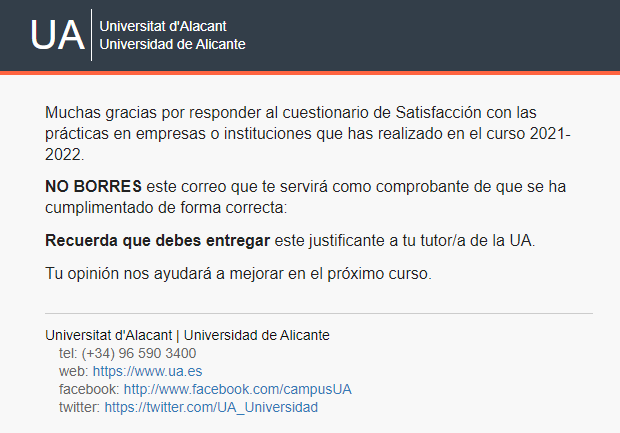 UA
Universitat d'Alacant
Universidad de Alicante
Muchas gracias por responder al cuestionario de Satisfacción con las
prácticas en empresas o instituciones que has realizado en el curso 2021-
2022.
NO BORRES este correo que te servirá como comprobante de que se ha
cumplimentado de forma correcta:
Recuerda que debes entregar este justificante a tu tutor/a de la UA.
Tu opinión nos ayudará a mejorar en el próximo curso.
Universitat d'Alacant | Universidad de Alicante
tel: (+34) 96 590 3400
web: https://www.ua.es
facebook: http://www.facebook.com/campusUA
twitter: https://twitter.com/UA_Universidad